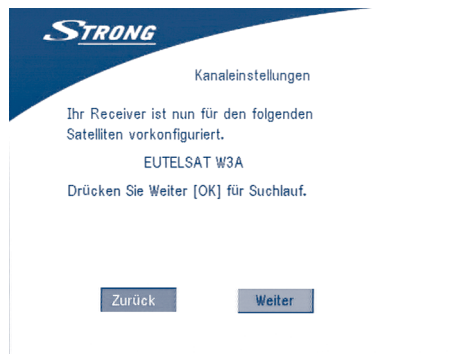 STRONG
Kanaleinstellungen
Ihr Receiver ist nun für den folgenden
Satelliten vorkonfiguriert.
EUTELSAT W3A
Drücken Sie Weiter [OK] für Suchlauf.
Zurück Weiter